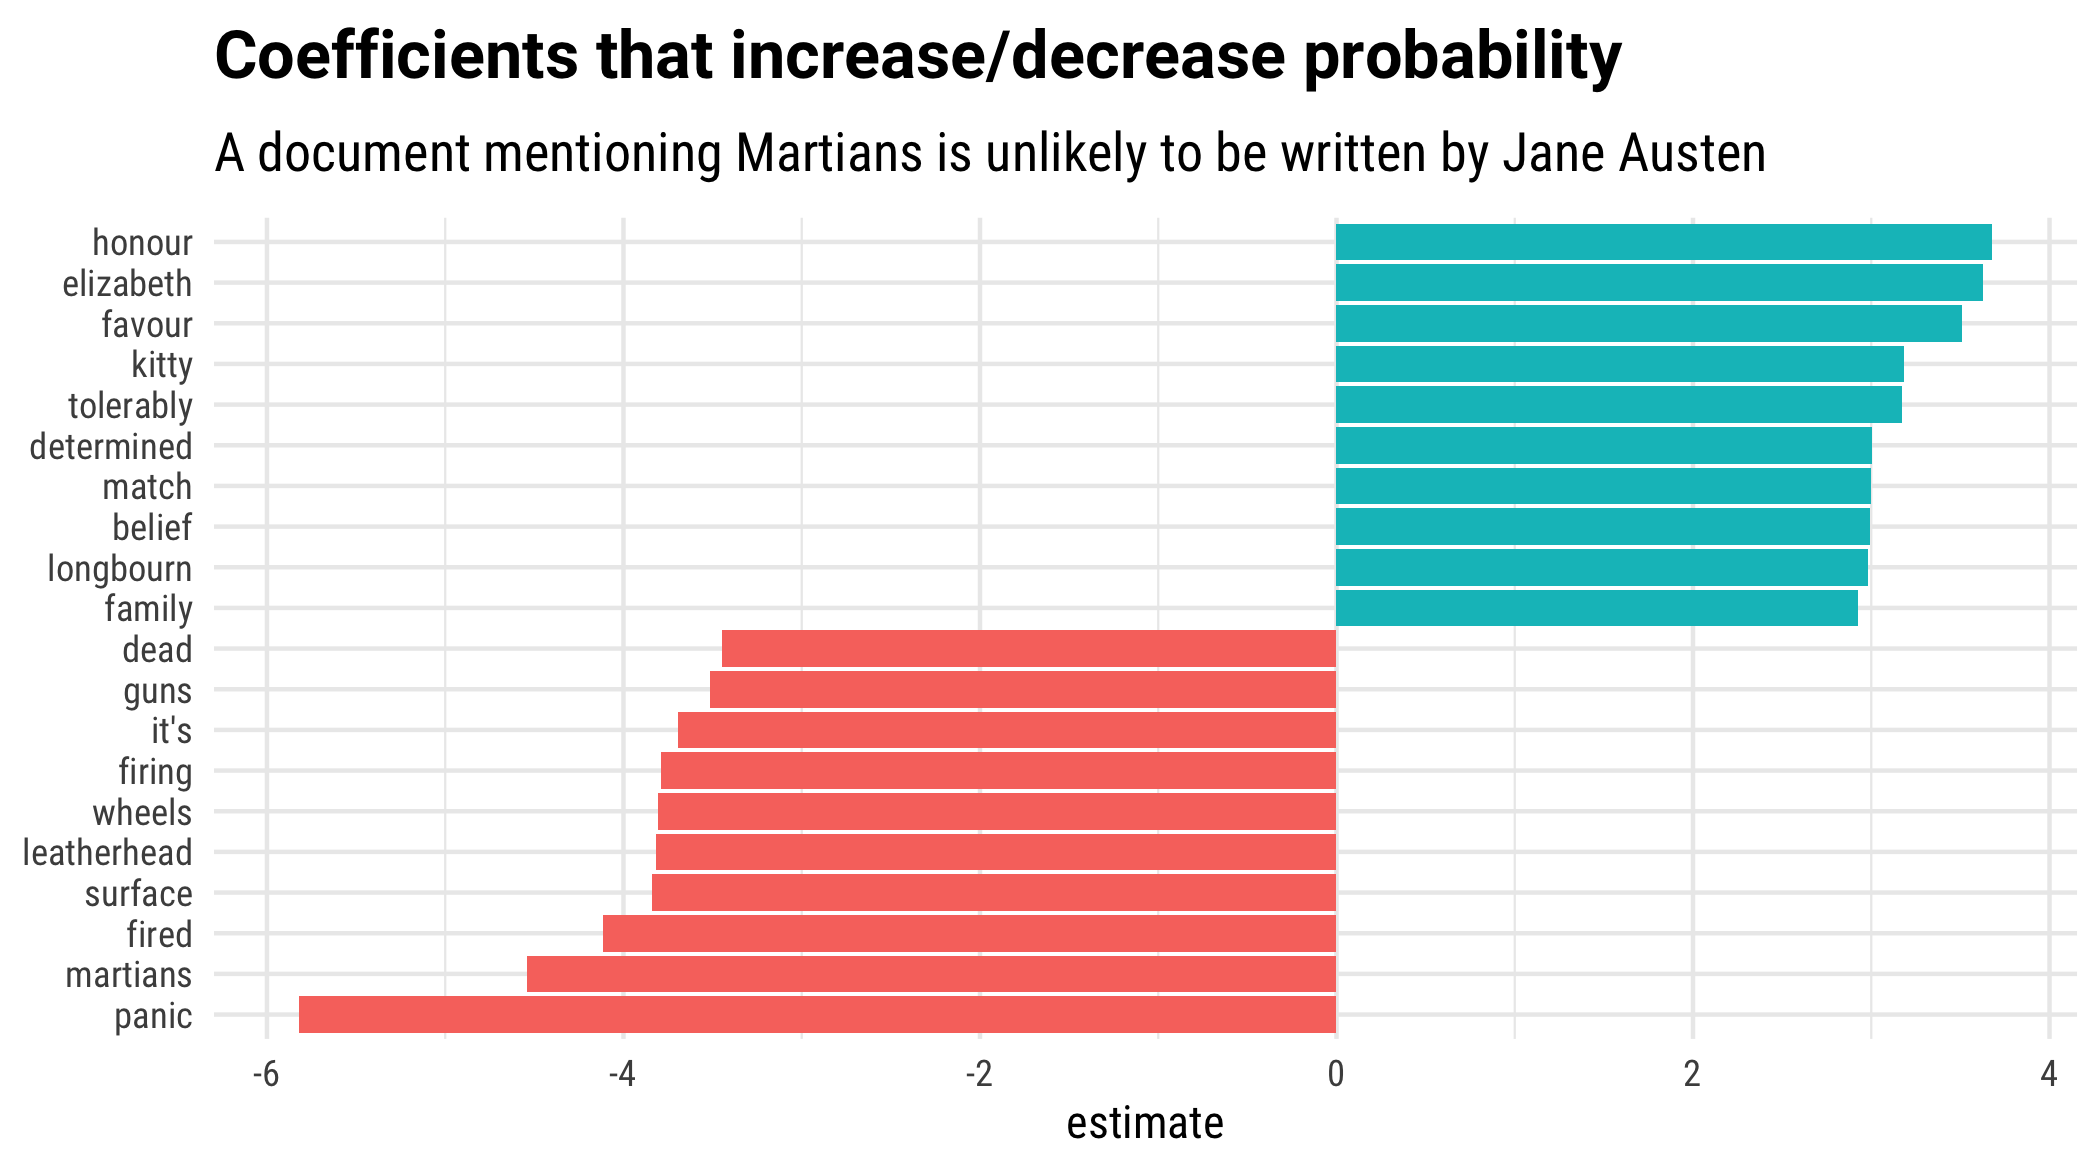 Coefficients that increase/decrease probability
A document mentioning Martians is unlikely to be written by Jane Austen
honour
elizabeth
favour
kitty
tolerably
determined
match
belief
longbourn
family
dead
guns
it's
firing
wheels
leatherhead
surface
fired
martians
panic
-6 -4 -2 0 2 4
estimate